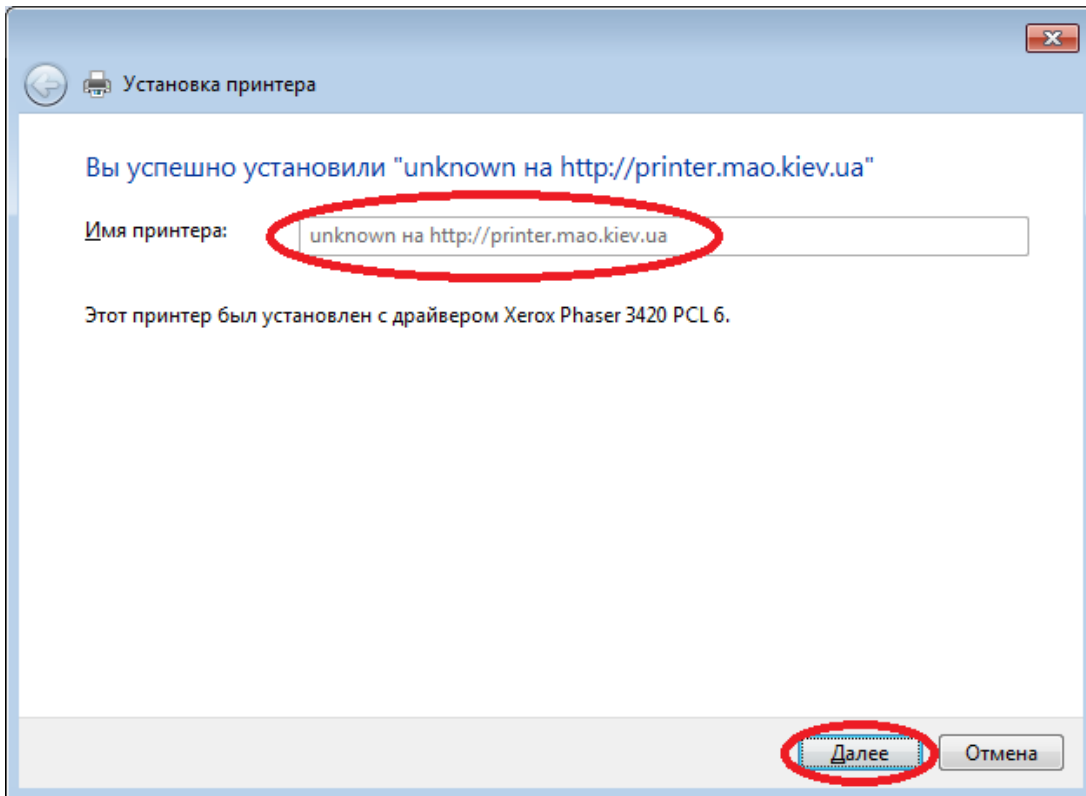 Установка принтера
Вы успешно установили "unknown на http://printer.mao.kiev.ua"
Имя принтера: unknown на http://printer.mao.kiev.ua
Этот принтер был установлен с драйвером Xerox Phaser 3420 PCL 6.
Далее Отмена